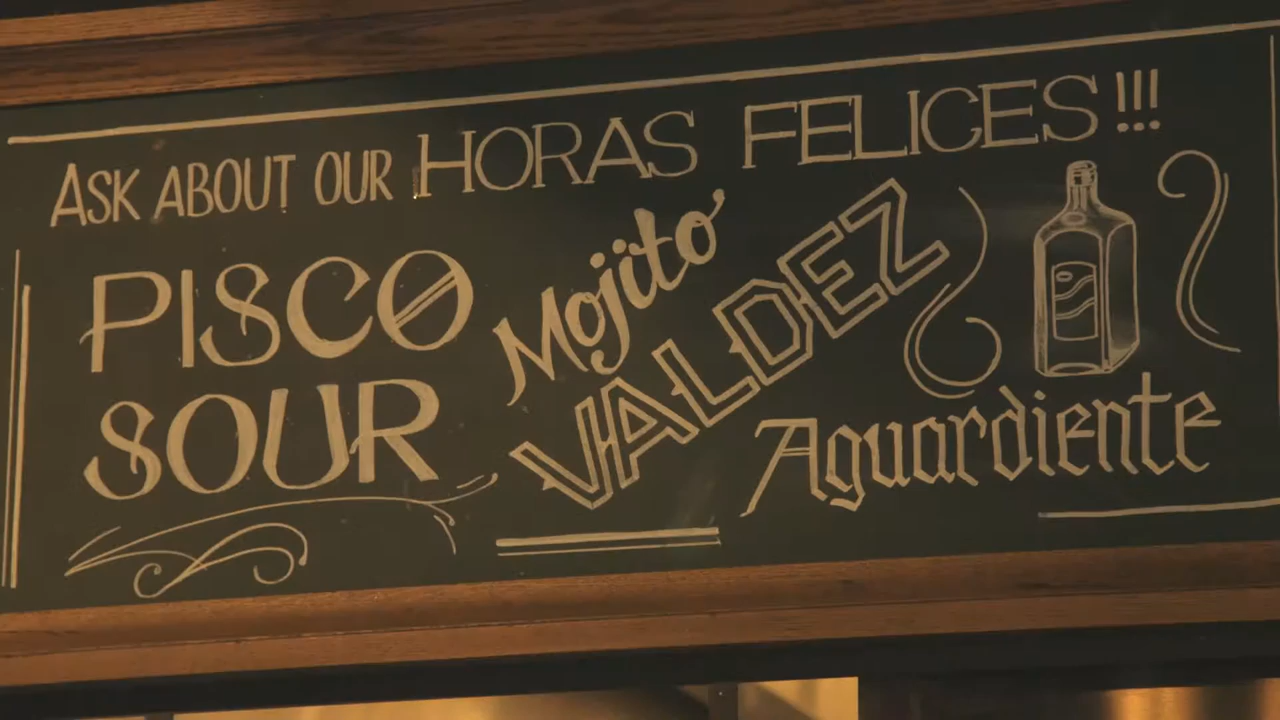 ASK ABOUT OUR HORAS FELICES!!!
PISCO
SOUR
Mojito
VALDEZ
Aguardiente